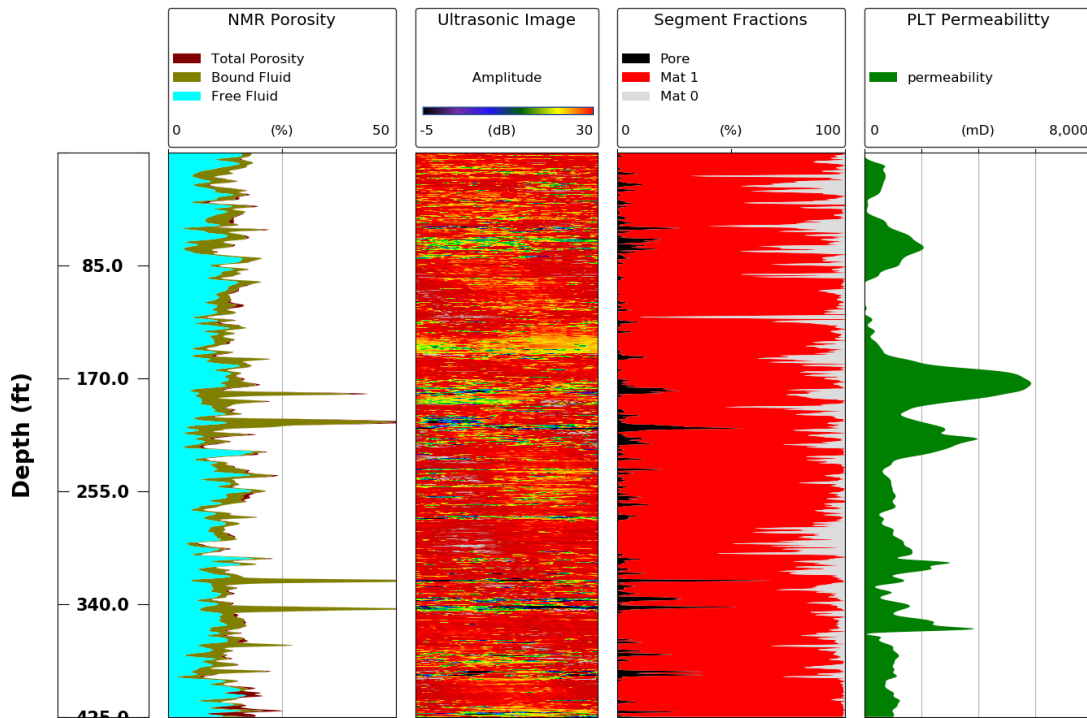 NMR Porosity
Total Porosity
Bound Fluid
Free Fluid
0 (%) 50
Ultrasonic Image
Amplitude
-5 (dB) 30
Segment Fractions
Pore
Mat 1
Mat 0
0 (%) 100
PLT Permeabilitty
permeability
0 (mD) 8,000
Depth (ft)
85.0
170.0
255.0
340.0
425.0